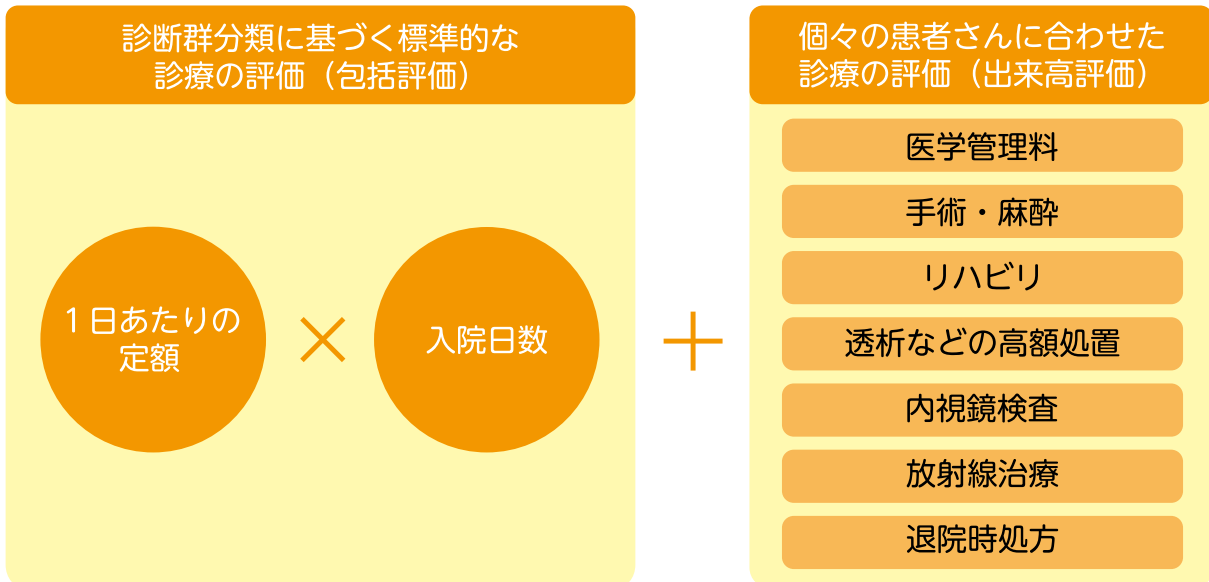 診断群分類に基づく標準的な
診療の評価（包括評価）
1日あたりの
定額
×
入院日数
＋
個々の患者さんに合わせた
診療の評価（出来高評価）
医学管理料
手術・麻酔
リハビリ
透析などの高額処置
内視鏡検査
放射線治療
退院時処方